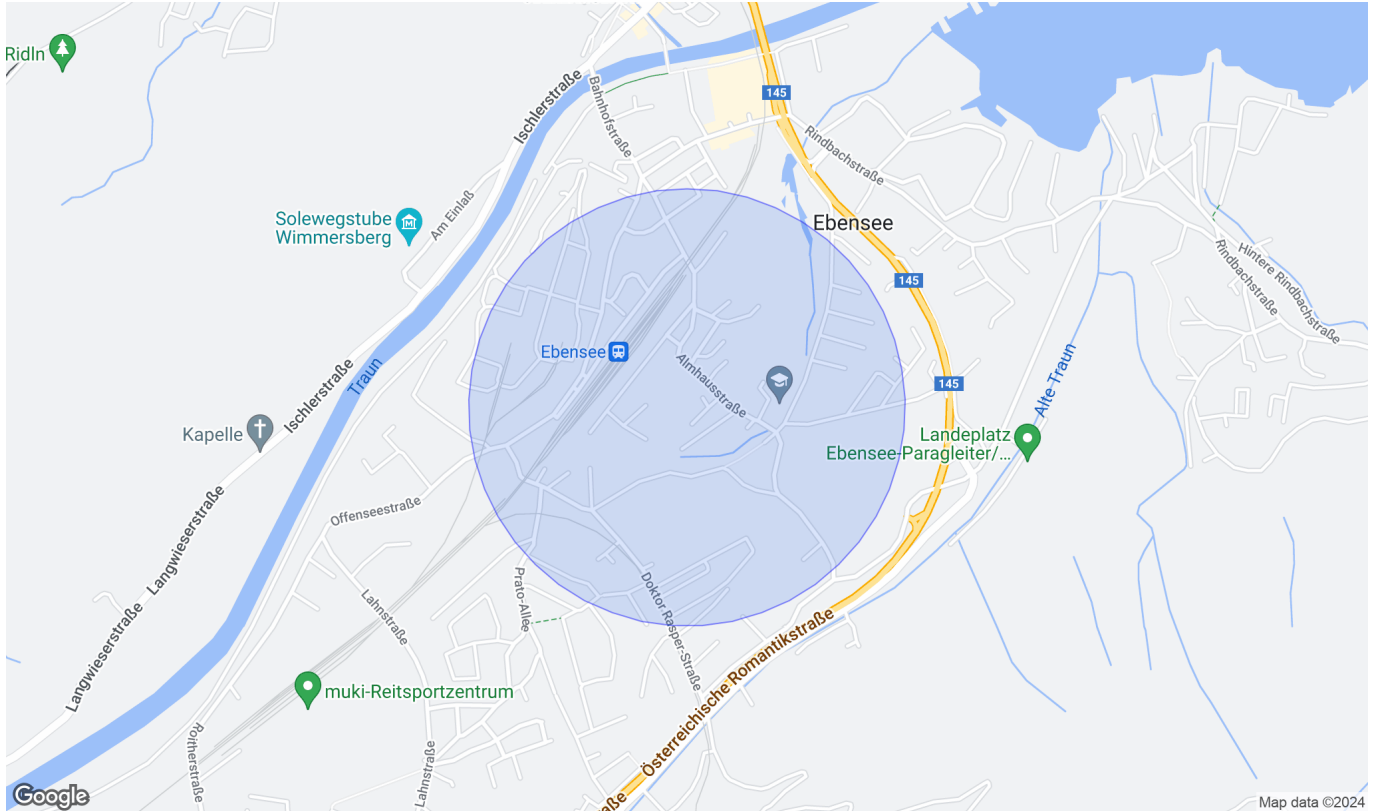 Ridln
Ischlerstraße
Bahnhofstraße
145
Rindbachstraße
Solewegstube
Wimmersberg
Am Einlaß
Ebensee
145
Rindbachstraße
Hintere Rindbachstraße
Ebensee
Almhausstraße
Traun
Ischlerstraße
145
Alte Traun
Kapelle
Landeplatz
Ebensee-Paragleiter/...
Offenseestraße
Langwieserstraße
Langwieserstraße
Lahnstraße
Prato-Allee
Doktor Rasper-Straße
Österreichische Romantikstraße
muki-Reitsportzentrum
Roitherstraße
Lahnstraße
aße
Google
Map data ©2024